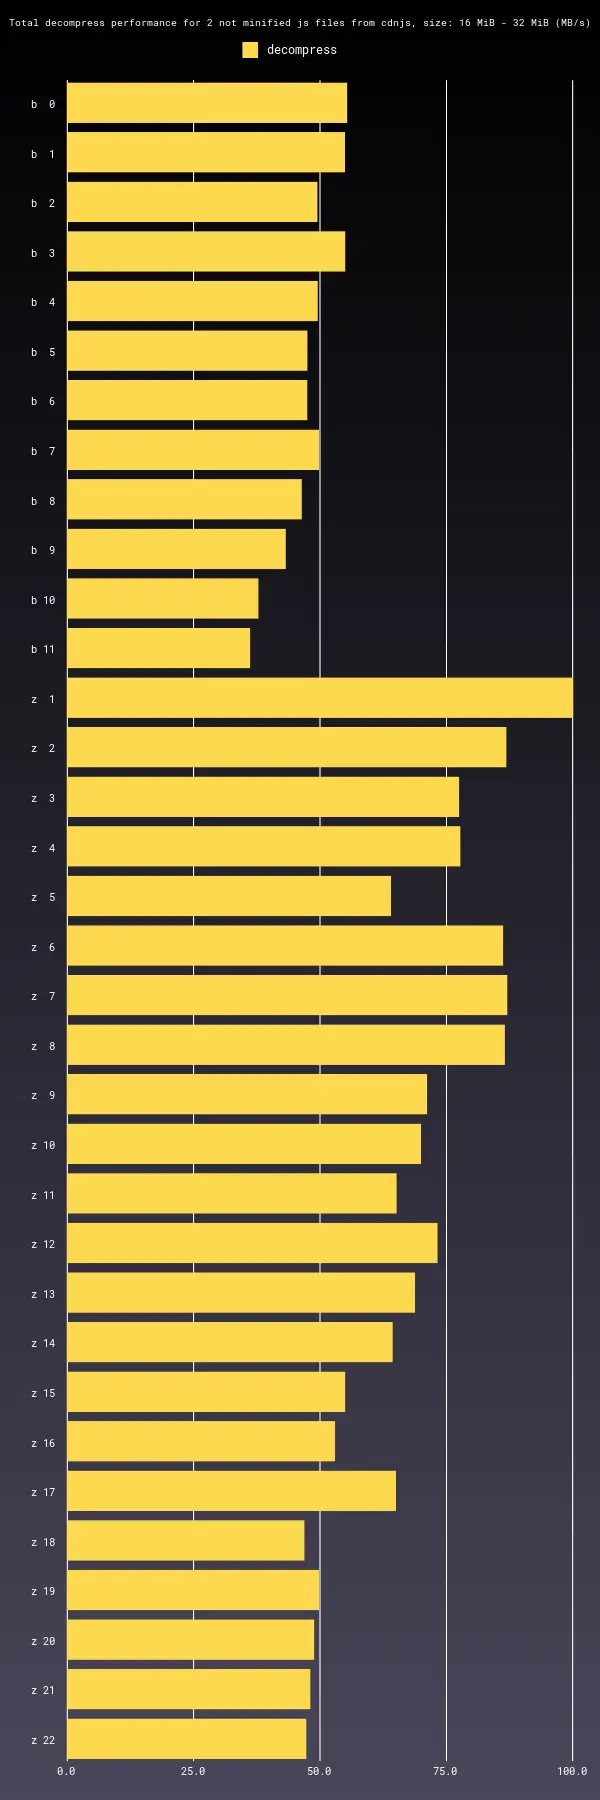 Total decompress performance for 2 not minified js files from cdnjs, size: 16 MiB - 32 MiB (MB/s)
decompress
b 0
b 1
b 2
b 3
b 4
b 5
b 6
b 7
b 8
b 9
b 10
b 11
z 1
z 2
z 3
z 4
z 5
z 6
z 7
z 8
z 9
z 10
z 11
z 12
z 13
z 14
z 15
z 16
z 17
z 18
z 19
z 20
z 21
z 22
0.0 25.0 50.0 75.0 100.0